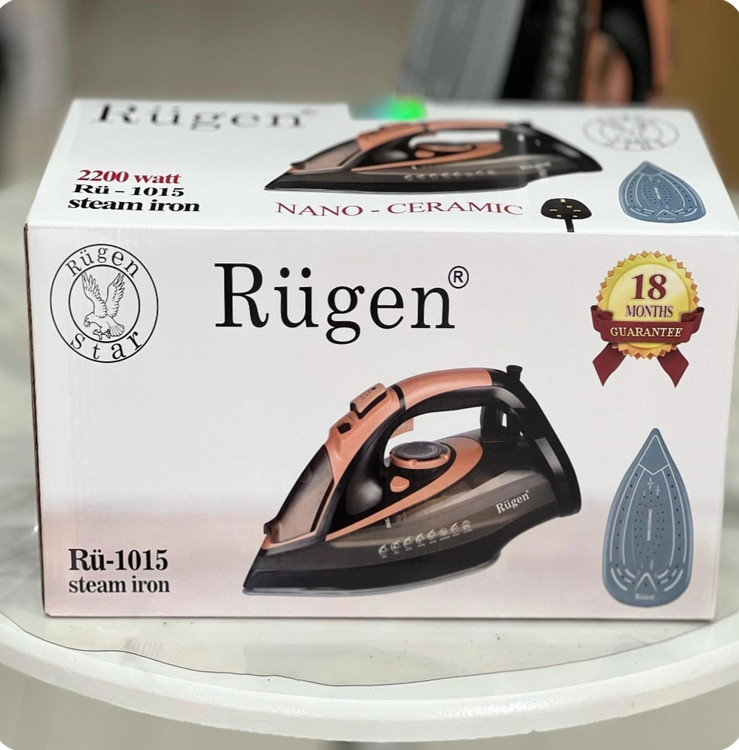 Rügen®
2200 watt
Rü - 1015
steam iron
Rügen
NANO - CERAMIC
Rügen
Star
Rügen®
18
MONTHS
GUARANTEE
Rügen®
Rü-1015
steam iron